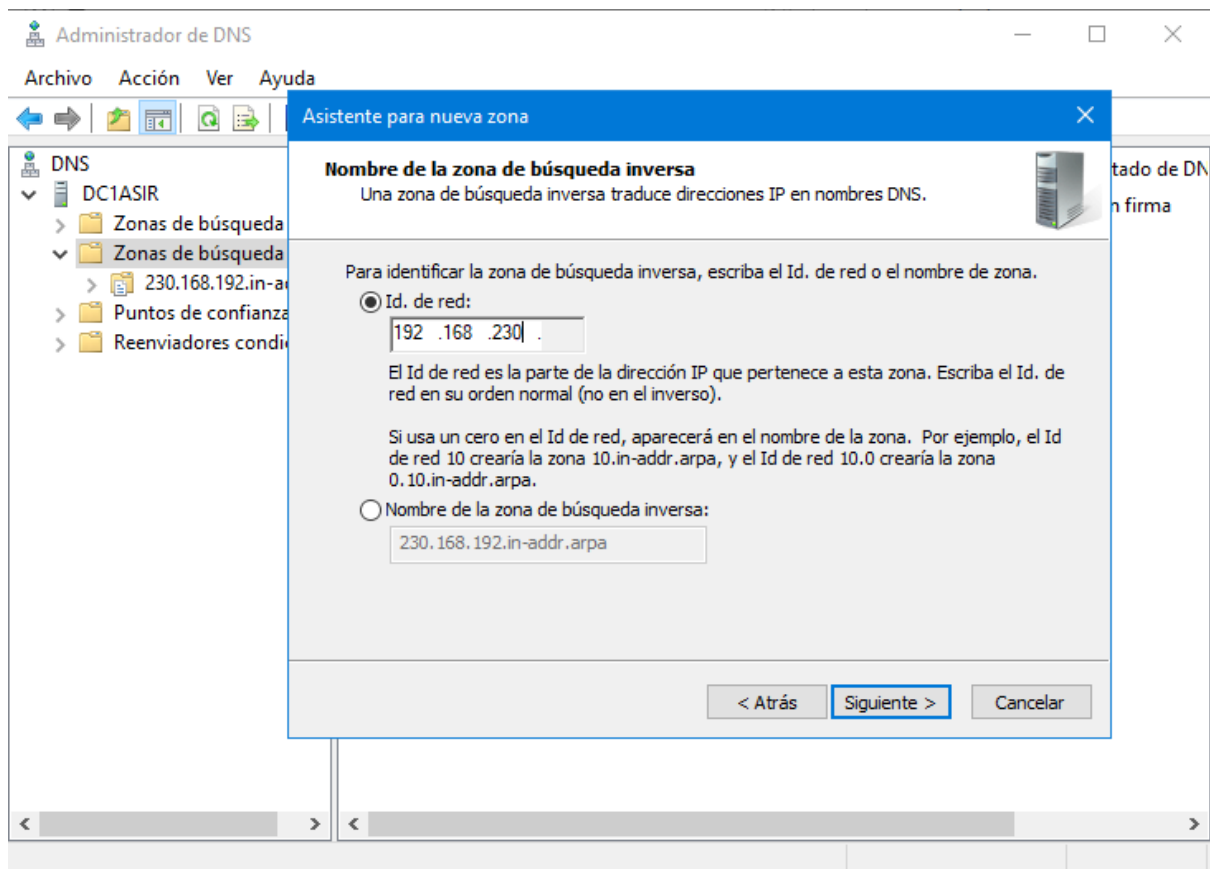 Administrador de DNS
Archivo Acción Ver Ayuda
Asistente para nueva zona
DNS
DC1ASIR
Zonas de búsqueda
Zonas de búsqueda
230.168.192.in-a
Puntos de confianza
Reenviadores condi
tado de DN
n firma
Nombre de la zona de búsqueda inversa
Una zona de búsqueda inversa traduce direcciones IP en nombres DNS.
Para identificar la zona de búsqueda inversa, escriba el Id. de red o el nombre de zona.
Id. de red:
192 .168 .230 .
El Id de red es la parte de la dirección IP que pertenece a esta zona. Escriba el Id. de
red en su orden normal (no en el inverso).
Si usa un cero en el Id de red, aparecerá en el nombre de la zona. Por ejemplo, el Id
de red 10 crearía la zona 10.in-addr.arpa, y el Id de red 10.0 crearía la zona
0.10.in-addr.arpa.
Nombre de la zona de búsqueda inversa:
230.168.192.in-addr.arpa
< Atrás Siguiente > Cancelar